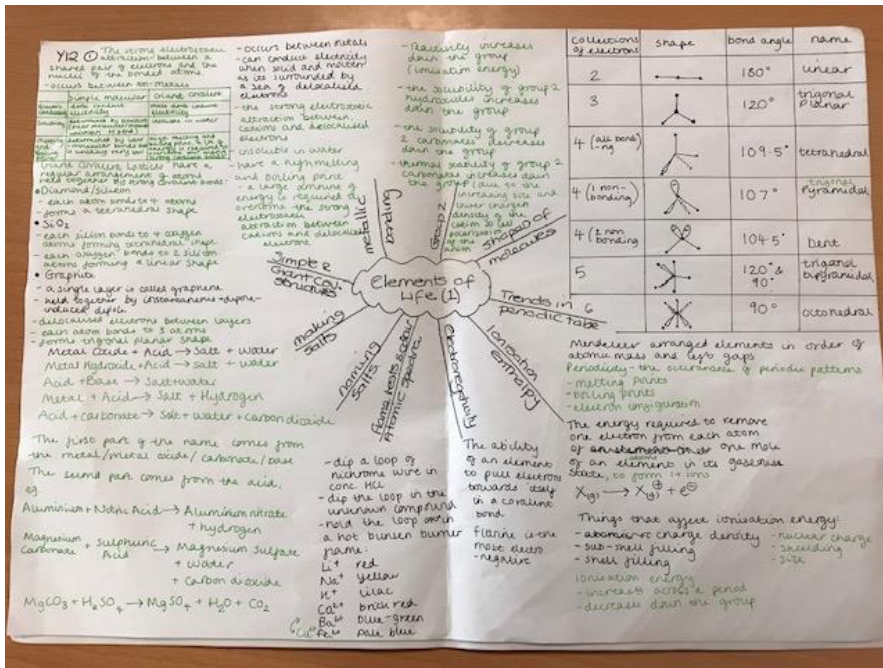 Y12 ①
The strong electrostatic
attraction between a
shared pair of electrons and the
nuclei of the bonded atoms.
- occurs between non-metals
simple molecular
giant covalent
Giant Covalent Lattices have a
regular arrangement of atoms
held together by strong covalent bonds:
• Diamond/silicon
- each atom bonds to 4 atoms
- forms a tetrahedral shape
• SiO2
- each silicon bonds to 4 oxygen
atoms forming tetrahedral shape
- each oxygen bonds to 2 silicon
atoms forming a linear shape
• Graphite
- a single layer is called graphene
- held together by instantaneous-dipole-
induced dipole
- delocalised electrons between layers
- each atom bonds to 3 atoms
- forms trigonal planar shape
Metal Oxide + Acid → Salt + Water
Metal Hydroxide + Acid → Salt + water
Acid + Base → Salt + water
Metal + Acid → Salt + Hydrogen
Acid + carbonate → Salt + water + Carbon dioxide
The first part of the name comes from
the metal/metal oxide/carbonate/base
The second part comes from the acid,
eg
Aluminium + Nitric Acid → Aluminium nitrate
+ hydrogen
Magnesium Carbonate + Sulphuric Acid → Magnesium Sulfate
+ water
+ Carbon dioxide
MgCO3 + H2SO4 → MgSO4 + H2O + CO2
- occurs between metals
- can conduct electricity
when solid and molten
as its surrounded by
a sea of delocalised
electrons
- the strong electrostatic
attraction between
cations and delocalised
electrons
- insoluble in water
- have a high melting
and boiling point
- a large amount of
energy is required to
overcome the strong
electrostatic
attraction between
cations and delocalised
electrons
- reactivity increases
down the group
(ionisation energy)
- the solubility of group 2
hydroxides increases
down the group
- the solubility of group
2 carbonates decreases
down the group
- thermal stability of group 2
carbonates increases down
the group (due to the
increasing size and
lower charge
density of the
cation so less
polarisation
of the
anion
Elements of
Life (1)
metallic
bonding
Group 2
shapes of
molecules
Trends in
periodic table
ionisation
enthalpy
Electronegativity
Flame tests &
Atomic spectra
naming
salts
making
salts
Simple &
Giant Cov.
structures
- dip a loop of
nichrome wire in
conc. HCl
- dip the loop in the
unknown compound
- hold the loop in
a hot bunsen burner
flame:
Li+ red
Na+ yellow
K+ lilac
Ca2+ brick red
blue-green
pale blue
The ability
of an element
to pull electrons
towards itself
in a covalent
bond
flurine is the
most electro
-negative
collections of electrons shape bond angle name
2 180° linear
3 120° trigonal planar
4 (all bonding) 109.5° tetrahedral
4 (1 non-bonding) 107° trigonal pyramidal
4 (2 non bonding 104.5° bent
5 120° & 90° trigonal bipyramidal
6 90° octohedral
Mendeleev arranged elements in order of
atomic mass and left gaps
Periodicity - the occurance of periodic patterns
- melting points
- boiling points
- electron configuration
The energy required to remove
one electron from each atom
of one mole
of an element in its gaseous
state, to form 1+ ions
X(g) → X(g)⊕ + e⊖
Things that affect ionisation energy:
- charge density
- sub-shell filling
- shell filling
- nuclear charge
- shielding
- size
Ionisation energy
- increases across a period
- decreases down the group